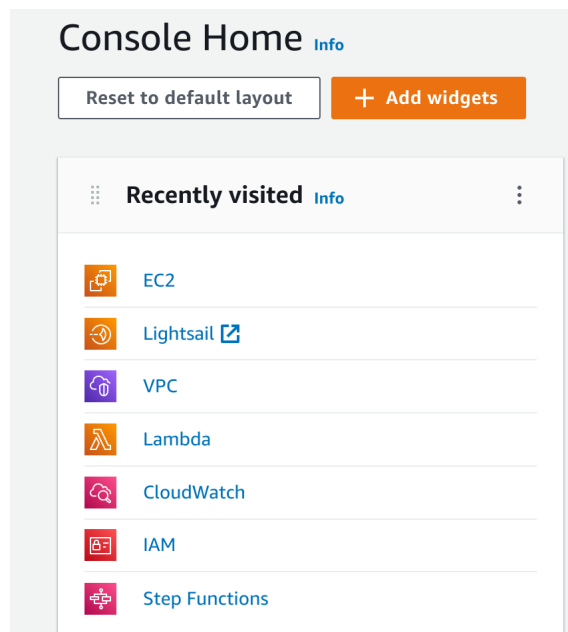 Console Home Info
Reset to default layout + Add widgets
Recently visited Info
EC2
Lightsail
VPC
Lambda
CloudWatch
IAM
Step Functions